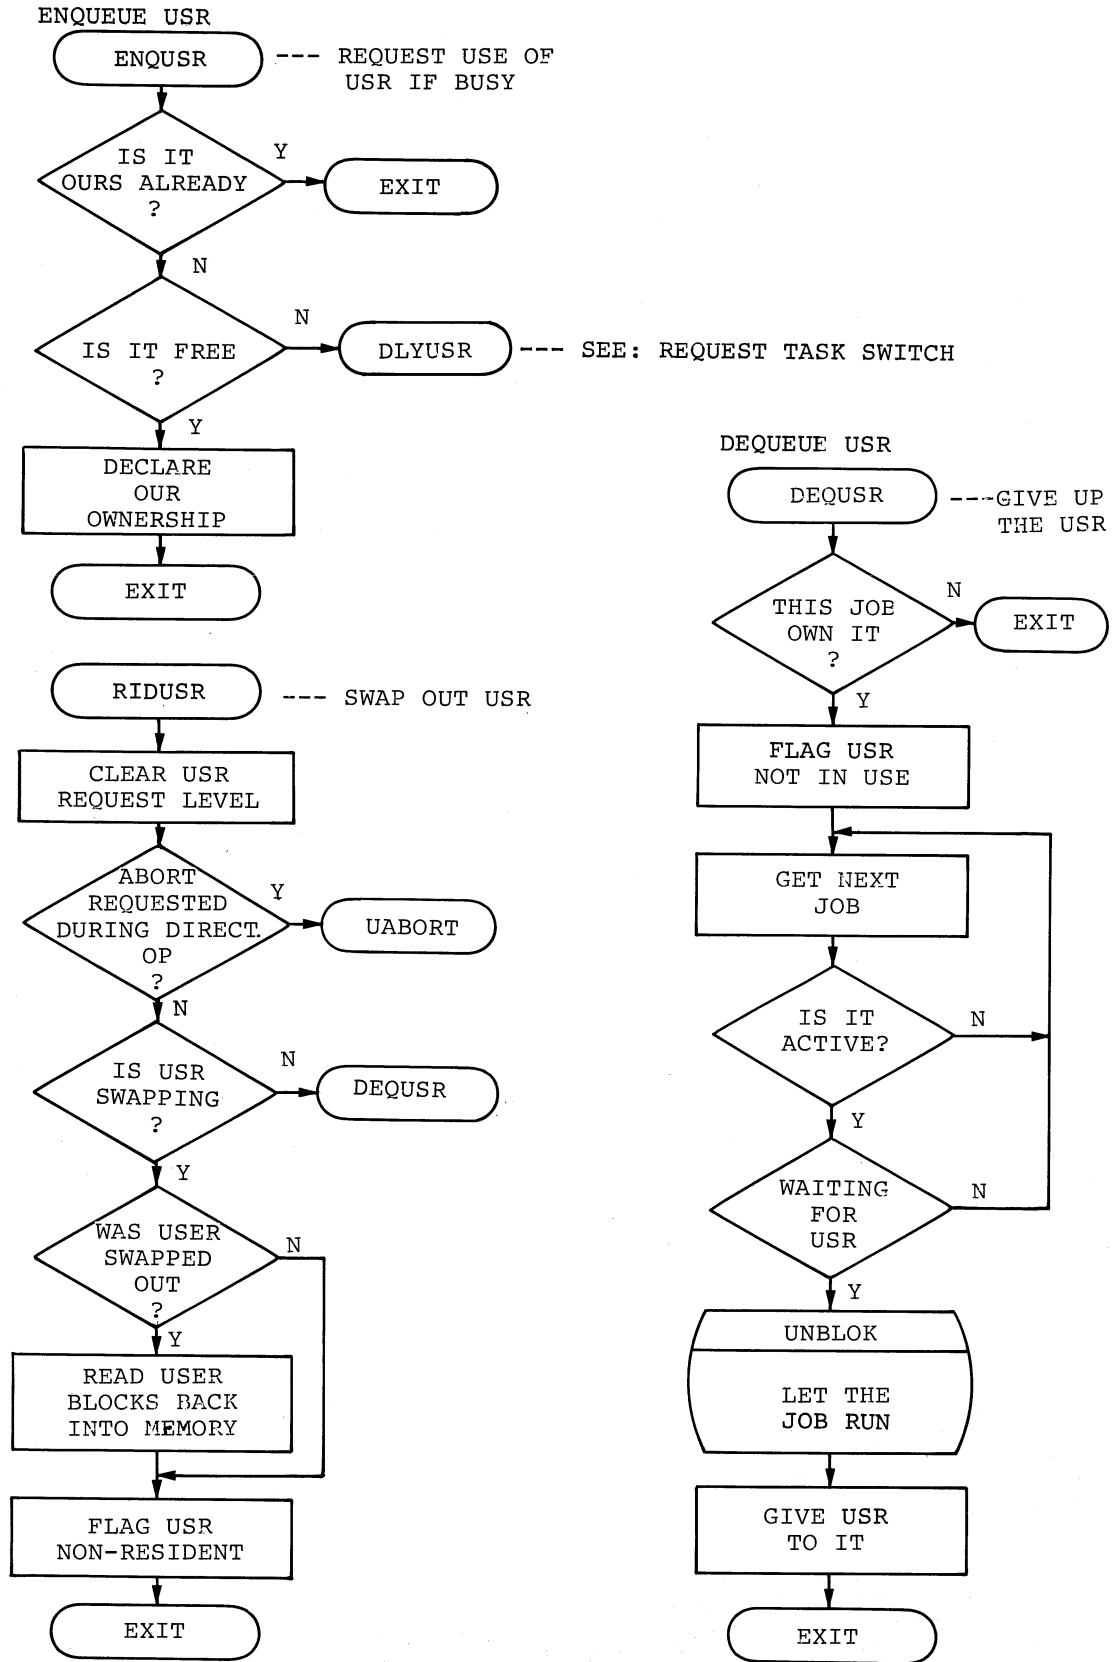 ENQUEUE USR
ENQUSR
--- REQUEST USE OF
USR IF BUSY
IS IT
OURS ALREADY
?
Y
EXIT
N
IS IT FREE
?
N
DLYUSR
--- SEE: REQUEST TASK SWITCH
Y
DECLARE
OUR
OWNERSHIP
EXIT
RIDUSR
--- SWAP OUT USR
CLEAR USR
REQUEST LEVEL
ABORT
REQUESTED
DURING DIRECT.
OP
?
Y
UABORT
N
IS USR
SWAPPING
?
N
DEQUSR
Y
WAS USER
SWAPPED
OUT
?
N
Y
READ USER
BLOCKS BACK
INTO MEMORY
FLAG USR
NON-RESIDENT
EXIT
DEQUEUE USR
DEQUSR
---GIVE UP
THE USR
THIS JOB
OWN IT
?
N
EXIT
Y
FLAG USR
NOT IN USE
GET NEXT
JOB
IS IT
ACTIVE?
N
Y
WAITING
FOR
USR
N
Y
UNBLOK
LET THE
JOB RUN
GIVE USR
TO IT
EXIT